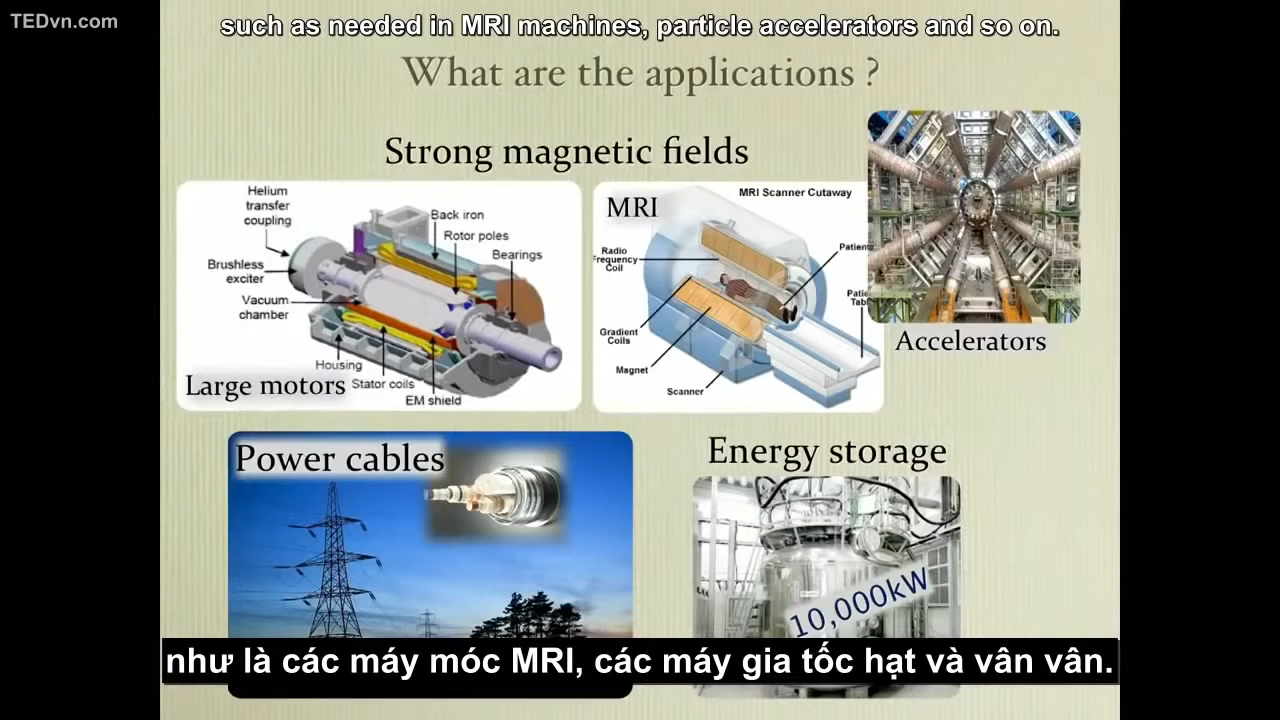 TEDvn.com
such as needed in MRI machines, particle accelerators and so on.
What are the applications ?
Strong magnetic fields
Helium
transfer
coupling
Back iron
Rotor poles
Bearings
Brushless
exciter
Vacuum
chamber
Housing
Stator coils
EM shield
Large motors
MRI
MRI Scanner Cutaway
Radio
Frequency
Coil
Patient
Gradient
Coils
Magnet
Scanner
Accelerators
Power cables
Energy storage
10,000kW
như là các máy móc MRI, các máy gia tốc hạt và vân vân.